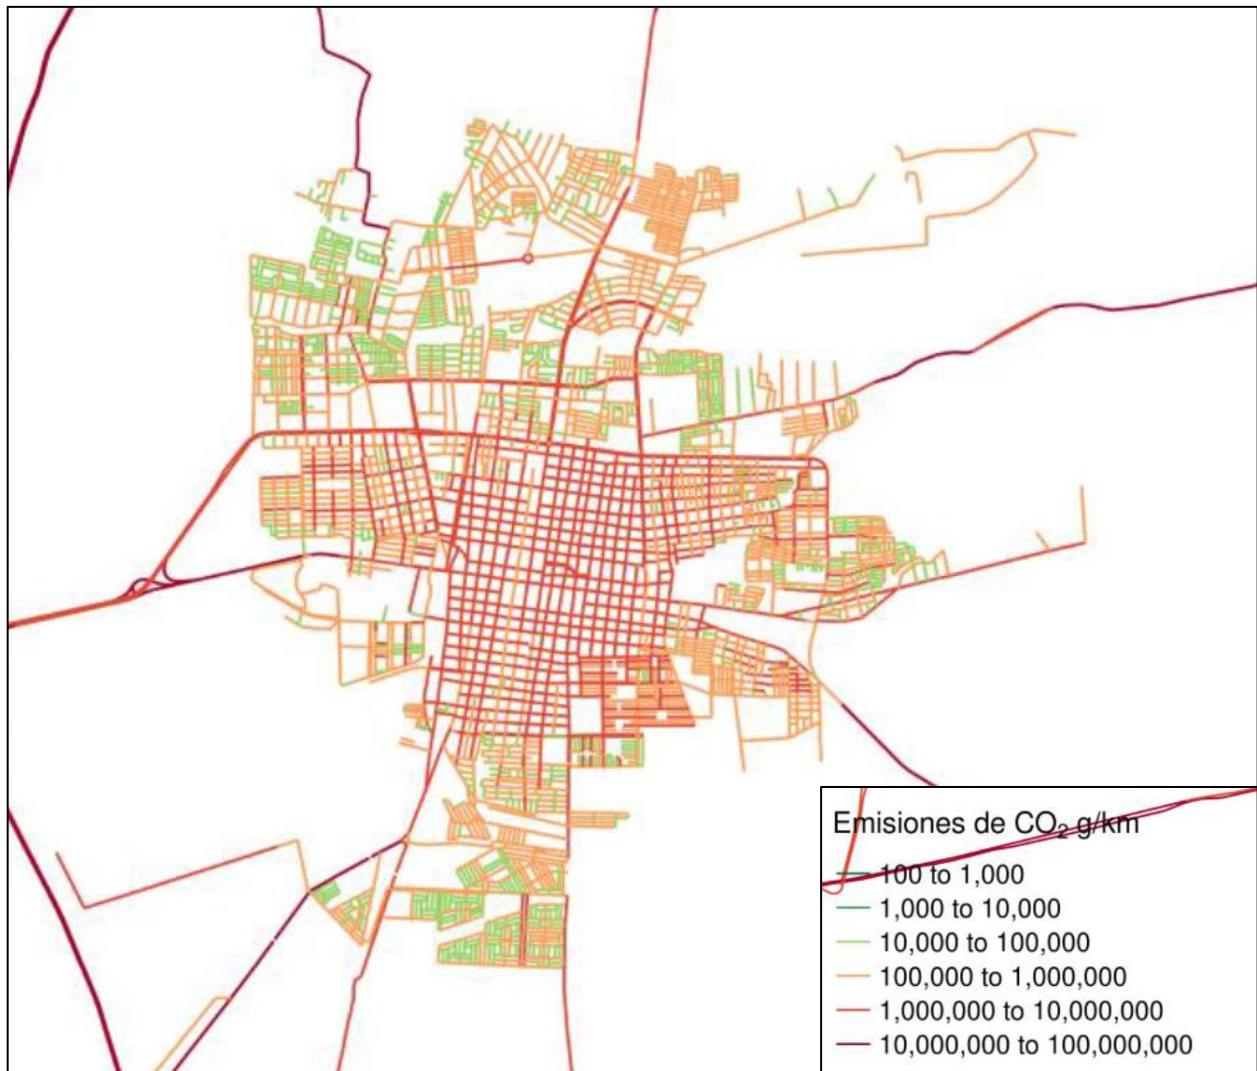 Emisiones de CO₂ g/km
100 to 1,000
1,000 to 10,000
10,000 to 100,000
100,000 to 1,000,000
1,000,000 to 10,000,000
10,000,000 to 100,000,000